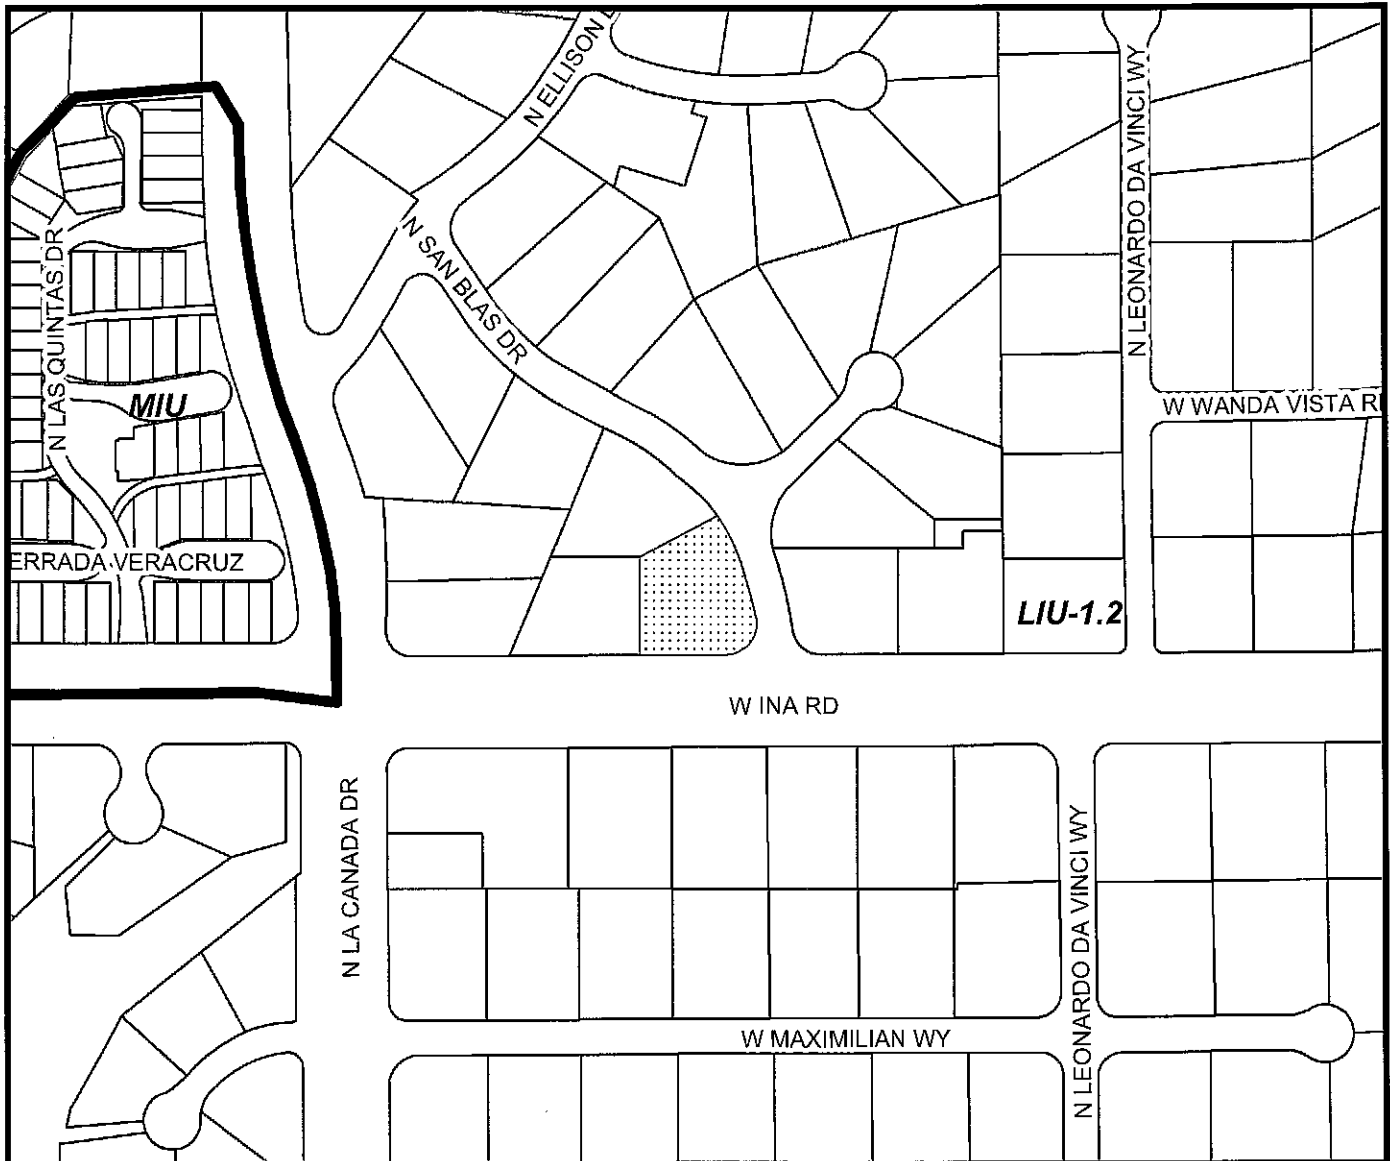 N ELLISON D
N LEONARDO DA VINCI WY
N SAN BLAS DR
N LAS QUINTAS DR
MIU
W WANDA VISTA R
ERRADA VERACRUZ
LIU-1.2
W INA RD
N LA CANADA DR
N LEONARDO DA VINCI WY
W MAXIMILIAN WY